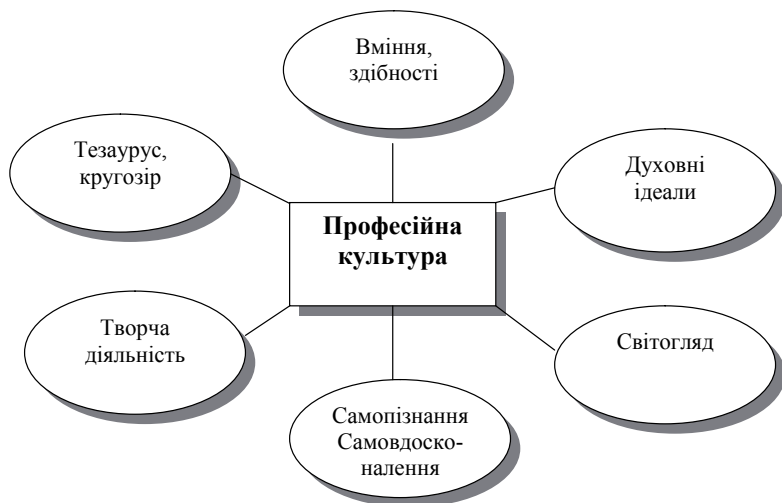 Вміння,
здібності
Тезаурус,
кругозір
Духовні
ідеали
Професійна
культура
Творча
діяльність
Світогляд
Самопізнання
Самовдоско-
налення